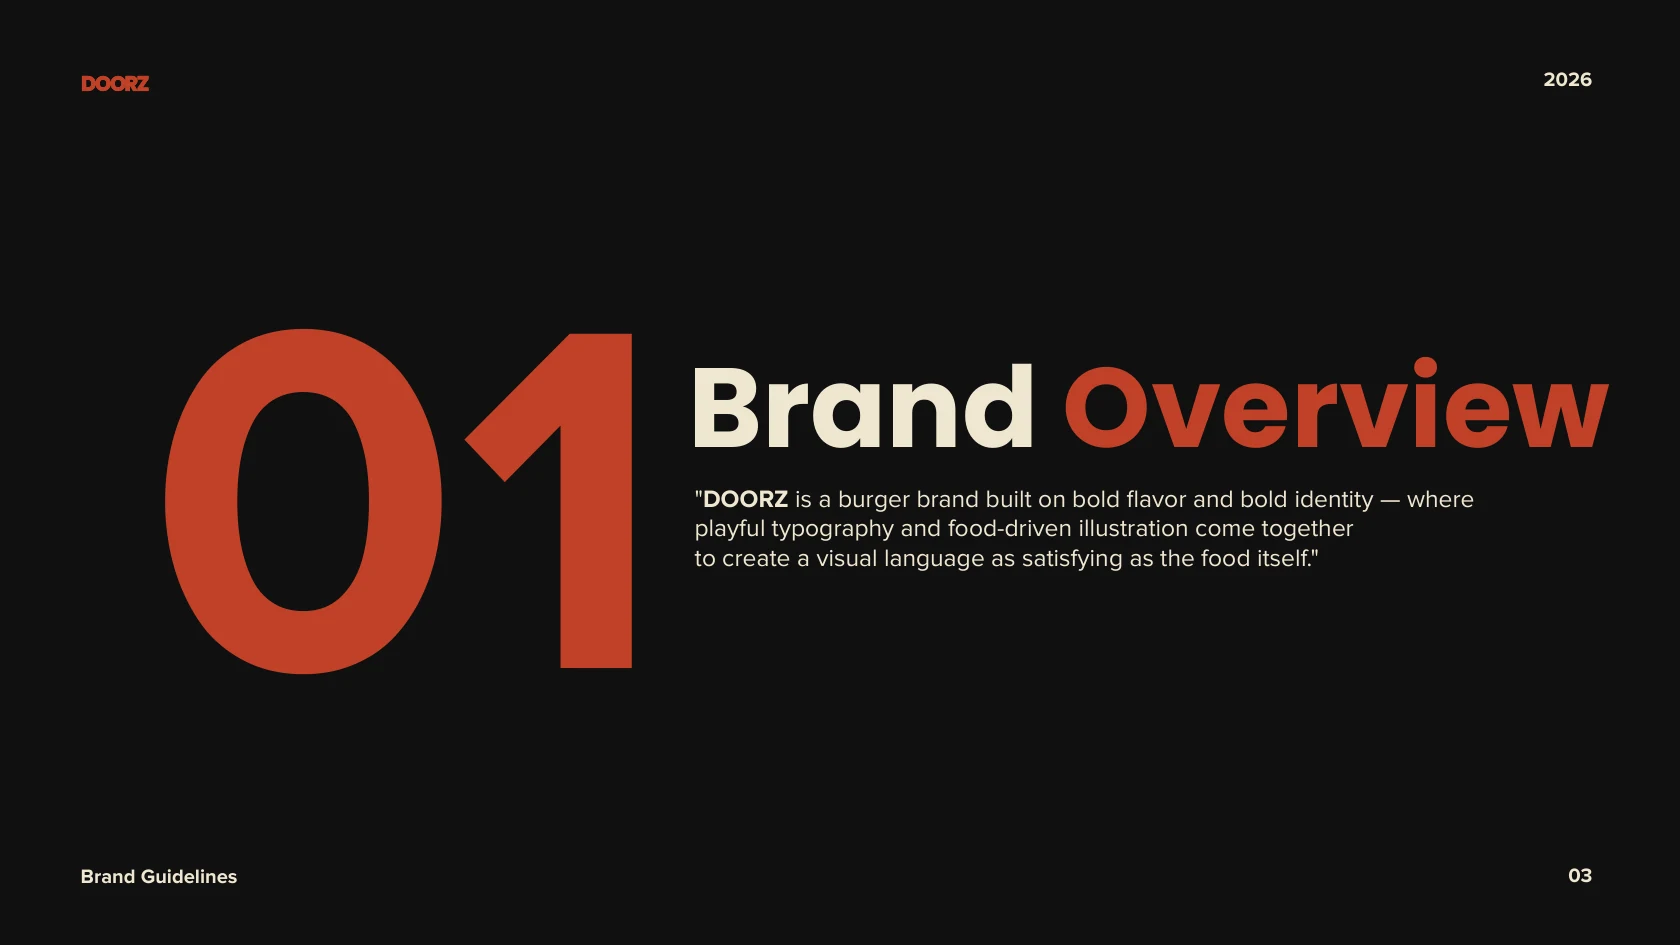 DOORZ
2026
01
Brand Overview
"DOORZ is a burger brand built on bold flavor and bold identity — where
playful typography and food-driven illustration come together
to create a visual language as satisfying as the food itself."
Brand Guidelines
03